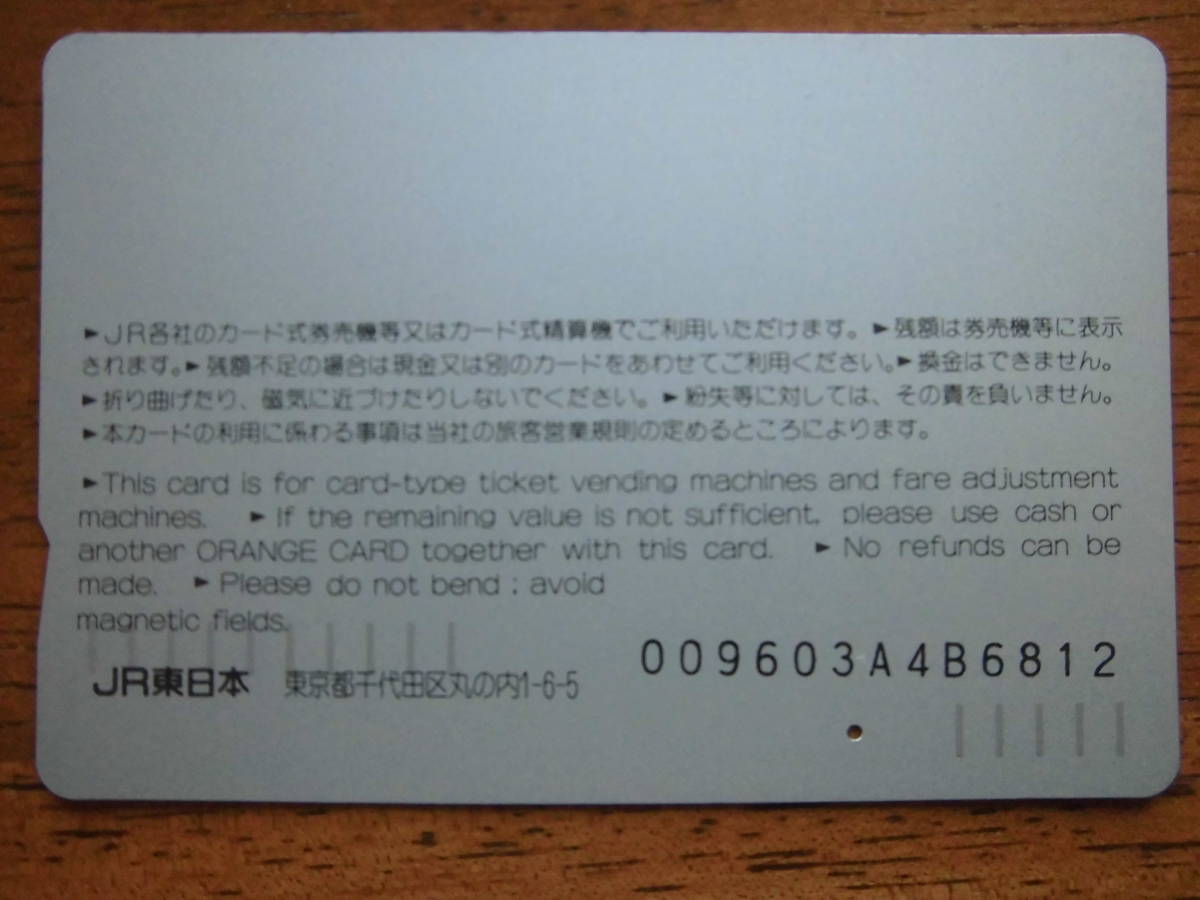 ►JR各社のカード式券売機等又はカード式精算機でご利用いただけます。►残額は券売機等に表示
されます。►残額不足の場合は現金又は別のカードをあわせてご利用ください。►換金はできません。
►折り曲げたり、磁気に近づけたりしないでください。►紛失等に対しては、その責を負いません。
►本カードの利用に係わる事項は当社の旅客営業規則の定めるところによります。
►This card is for card-type ticket vending machines and fare adjustment
machines. ►If the remaining value is not sufficient, please use cash or
another ORANGE CARD together with this card. ►No refunds can be
made. ►Please do not bend : avoid
magnetic fields.
009603A4B6812
JR東日本 東京都千代田区丸の内1-6-5